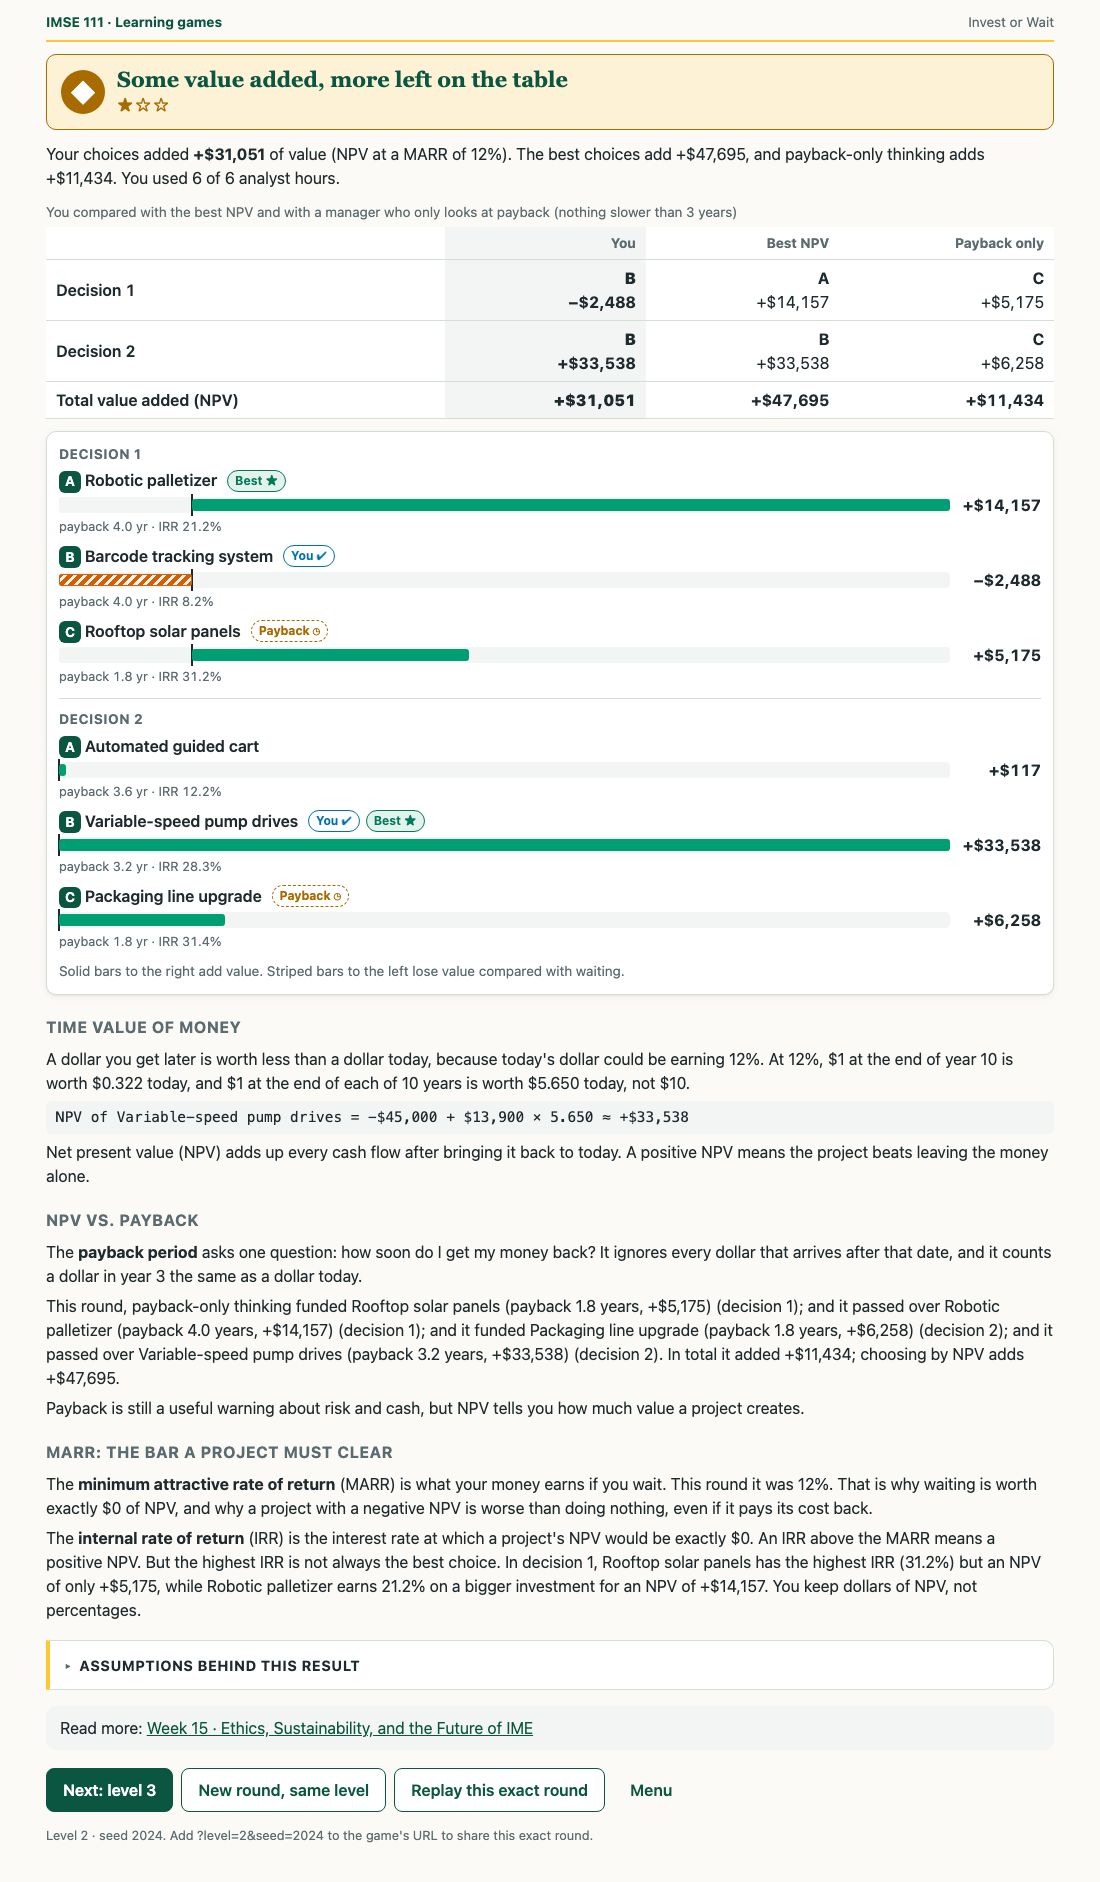 IMSE 111 · Learning games
Invest or Wait
Some value added, more left on the table
Your choices added +$31,051 of value (NPV at a MARR of 12%). The best choices add +$47,695, and payback-only thinking adds
+$11,434. You used 6 of 6 analyst hours.
You compared with the best NPV and with a manager who only looks at payback (nothing slower than 3 years)
You Best NPV Payback only
Decision 1
B A C
−$2,488 +$14,157 +$5,175
Decision 2
B B C
+$33,538 +$33,538 +$6,258
Total value added (NPV) +$31,051 +$47,695 +$11,434
DECISION 1
A Robotic palletizer Best ★
+$14,157
payback 4.0 yr · IRR 21.2%
B Barcode tracking system You ✔
−$2,488
payback 4.0 yr · IRR 8.2%
C Rooftop solar panels Payback ◷
+$5,175
payback 1.8 yr · IRR 31.2%
DECISION 2
A Automated guided cart
+$117
payback 3.6 yr · IRR 12.2%
B Variable-speed pump drives You ✔ Best ★
+$33,538
payback 3.2 yr · IRR 28.3%
C Packaging line upgrade Payback ◷
+$6,258
payback 1.8 yr · IRR 31.4%
Solid bars to the right add value. Striped bars to the left lose value compared with waiting.
TIME VALUE OF MONEY
A dollar you get later is worth less than a dollar today, because today's dollar could be earning 12%. At 12%, $1 at the end of year 10 is
worth $0.322 today, and $1 at the end of each of 10 years is worth $5.650 today, not $10.
NPV of Variable-speed pump drives = −$45,000 + $13,900 × 5.650 ≈ +$33,538
Net present value (NPV) adds up every cash flow after bringing it back to today. A positive NPV means the project beats leaving the money
alone.
NPV VS. PAYBACK
The payback period asks one question: how soon do I get my money back? It ignores every dollar that arrives after that date, and it counts
a dollar in year 3 the same as a dollar today.
This round, payback-only thinking funded Rooftop solar panels (payback 1.8 years, +$5,175) (decision 1); and it passed over Robotic
palletizer (payback 4.0 years, +$14,157) (decision 1); and it funded Packaging line upgrade (payback 1.8 years, +$6,258) (decision 2); and it
passed over Variable-speed pump drives (payback 3.2 years, +$33,538) (decision 2). In total it added +$11,434; choosing by NPV adds
+$47,695.
Payback is still a useful warning about risk and cash, but NPV tells you how much value a project creates.
MARR: THE BAR A PROJECT MUST CLEAR
The minimum attractive rate of return (MARR) is what your money earns if you wait. This round it was 12%. That is why waiting is worth
exactly $0 of NPV, and why a project with a negative NPV is worse than doing nothing, even if it pays its cost back.
The internal rate of return (IRR) is the interest rate at which a project's NPV would be exactly $0. An IRR above the MARR means a
positive NPV. But the highest IRR is not always the best choice. In decision 1, Rooftop solar panels has the highest IRR (31.2%) but an NPV
of only +$5,175, while Robotic palletizer earns 21.2% on a bigger investment for an NPV of +$14,157. You keep dollars of NPV, not
percentages.
▸ ASSUMPTIONS BEHIND THIS RESULT
Read more: Week 15 · Ethics, Sustainability, and the Future of IME
Next: level 3
New round, same level
Replay this exact round
Menu
Level 2 · seed 2024. Add ?level=2&seed=2024 to the game's URL to share this exact round.